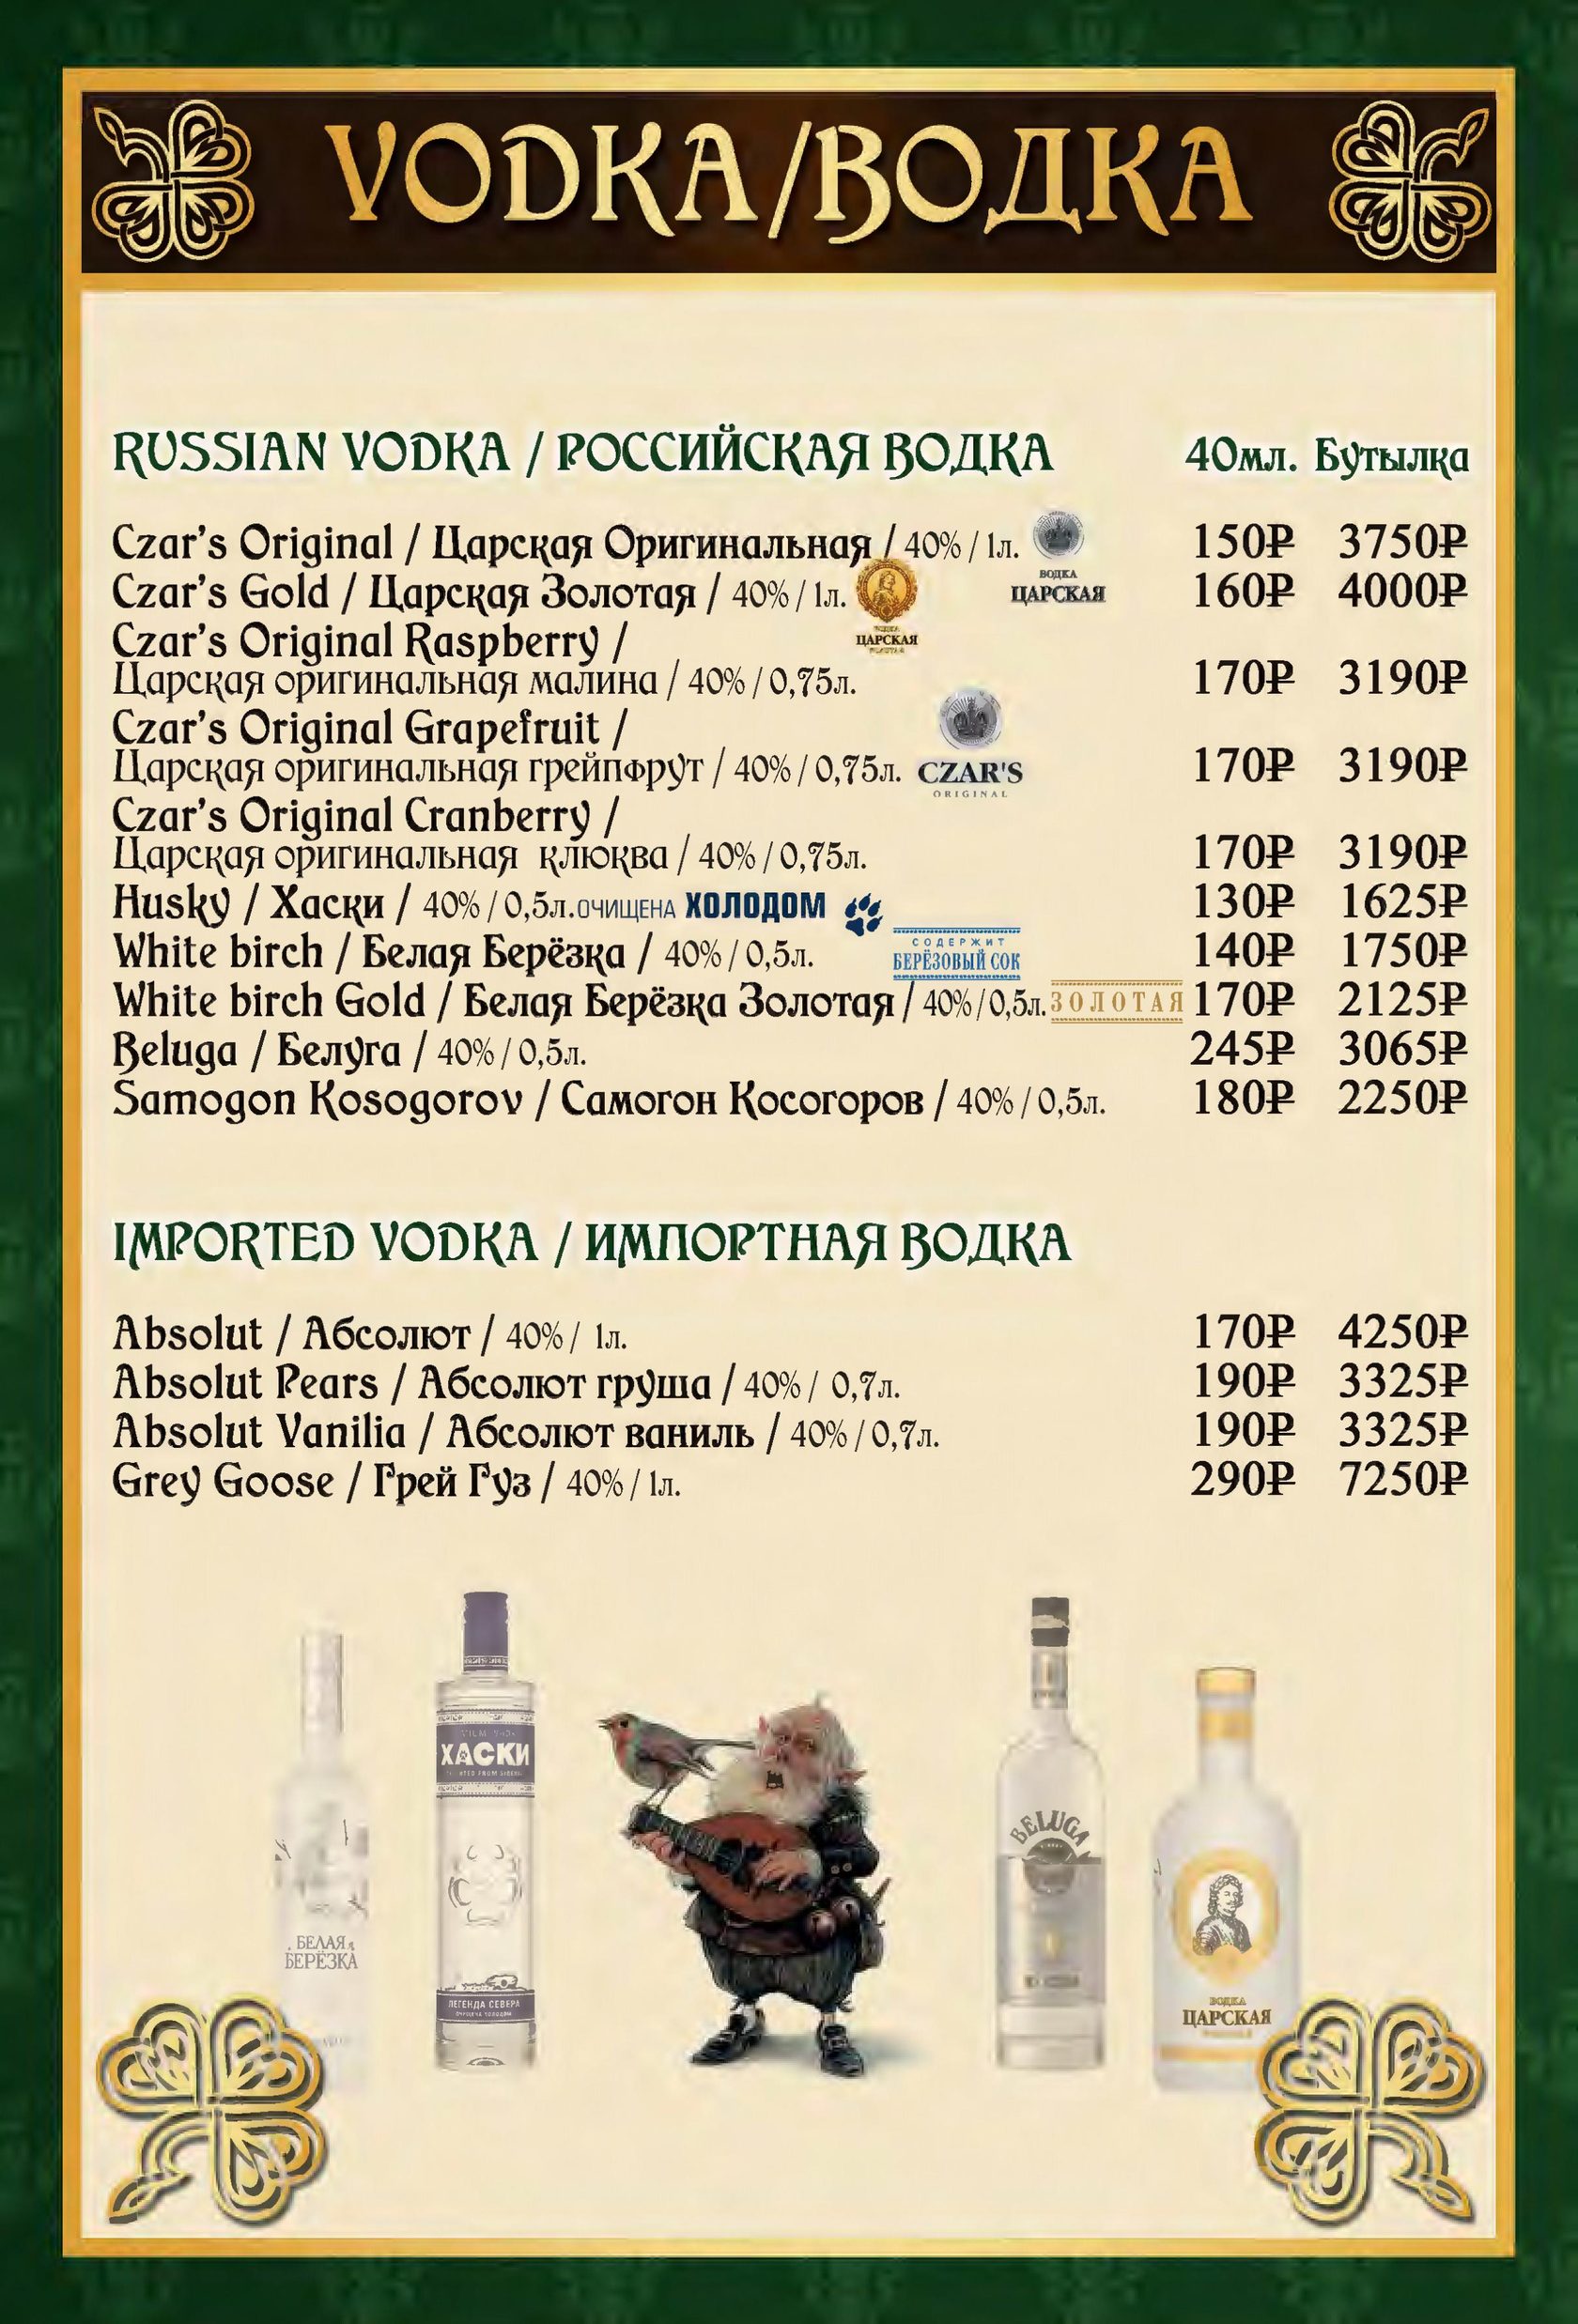 VODKA/ВОДКА
RUSSIAN VODKA / РОССИЙСКАЯ ВОДКА 40мл. Бутылка
Czar's Original / Царская Оригинальная / 40% / 1л. 150₽ 3750₽
Czar's Gold / Царская Золотая / 40% / 1л. 160₽ 4000₽
ВОДКА
ЦАРСКАЯ
Czar's Original Raspberry /
ЦАРСКАЯ
Царская оригинальная малина / 40% / 0,75л. 170₽ 3190₽
Czar's Original Grapefruit /
Царская оригинальная грейпфрут / 40% / 0,75л. 170₽ 3190₽
CZAR'S
ORIGINAL
Czar's Original Cranberry /
Царская оригинальная клюква / 40% / 0,75л. 170₽ 3190₽
Husky / Хаски / 40% / 0,5л. ОЧИЩЕНА ХОЛОДОМ 130₽ 1625₽
White birch / Белая Берёзка / 40% / 0,5л. 140₽ 1750₽
СОДЕРЖИТ
БЕРЁЗОВЫЙ СОК
White birch Gold / Белая Берёзка Золотая / 40% / 0,5л. ЗОЛОТАЯ 170₽ 2125₽
Beluga / Белуга / 40% / 0,5л. 245₽ 3065₽
Samogon Kosogorov / Самогон Косогоров / 40% / 0,5л. 180₽ 2250₽
IMPORTED VODKA / ИМПОРТНАЯ ВОДКА
Absolut / Абсолют / 40% / 1л. 170₽ 4250₽
Absolut Pears / Абсолют груша / 40% / 0,7л. 190₽ 3325₽
Absolut Vanilia / Абсолют ваниль / 40% / 0,7л. 190₽ 3325₽
Grey Goose / Грей Гуз / 40% / 1л. 290₽ 7250₽
ХАСКИ
BELUGA
БЕЛАЯ
БЕРЁЗКА
ЛЕГЕНДА СЕВЕРА
ВОДКА
ЦАРСКАЯ